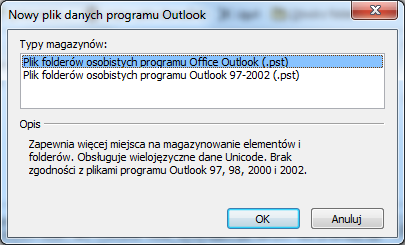 Nowy plik danych programu Outlook
Typy magazynów:
Plik folderów osobistych programu Office Outlook (.pst)
Plik folderów osobistych programu Outlook 97-2002 (.pst)
Opis
Zapewnia więcej miejsca na magazynowanie elementów i
folderów. Obsługuje wielojęzyczne dane Unicode. Brak
zgodności z plikami programu Outlook 97, 98, 2000 i 2002.
OK
Anuluj